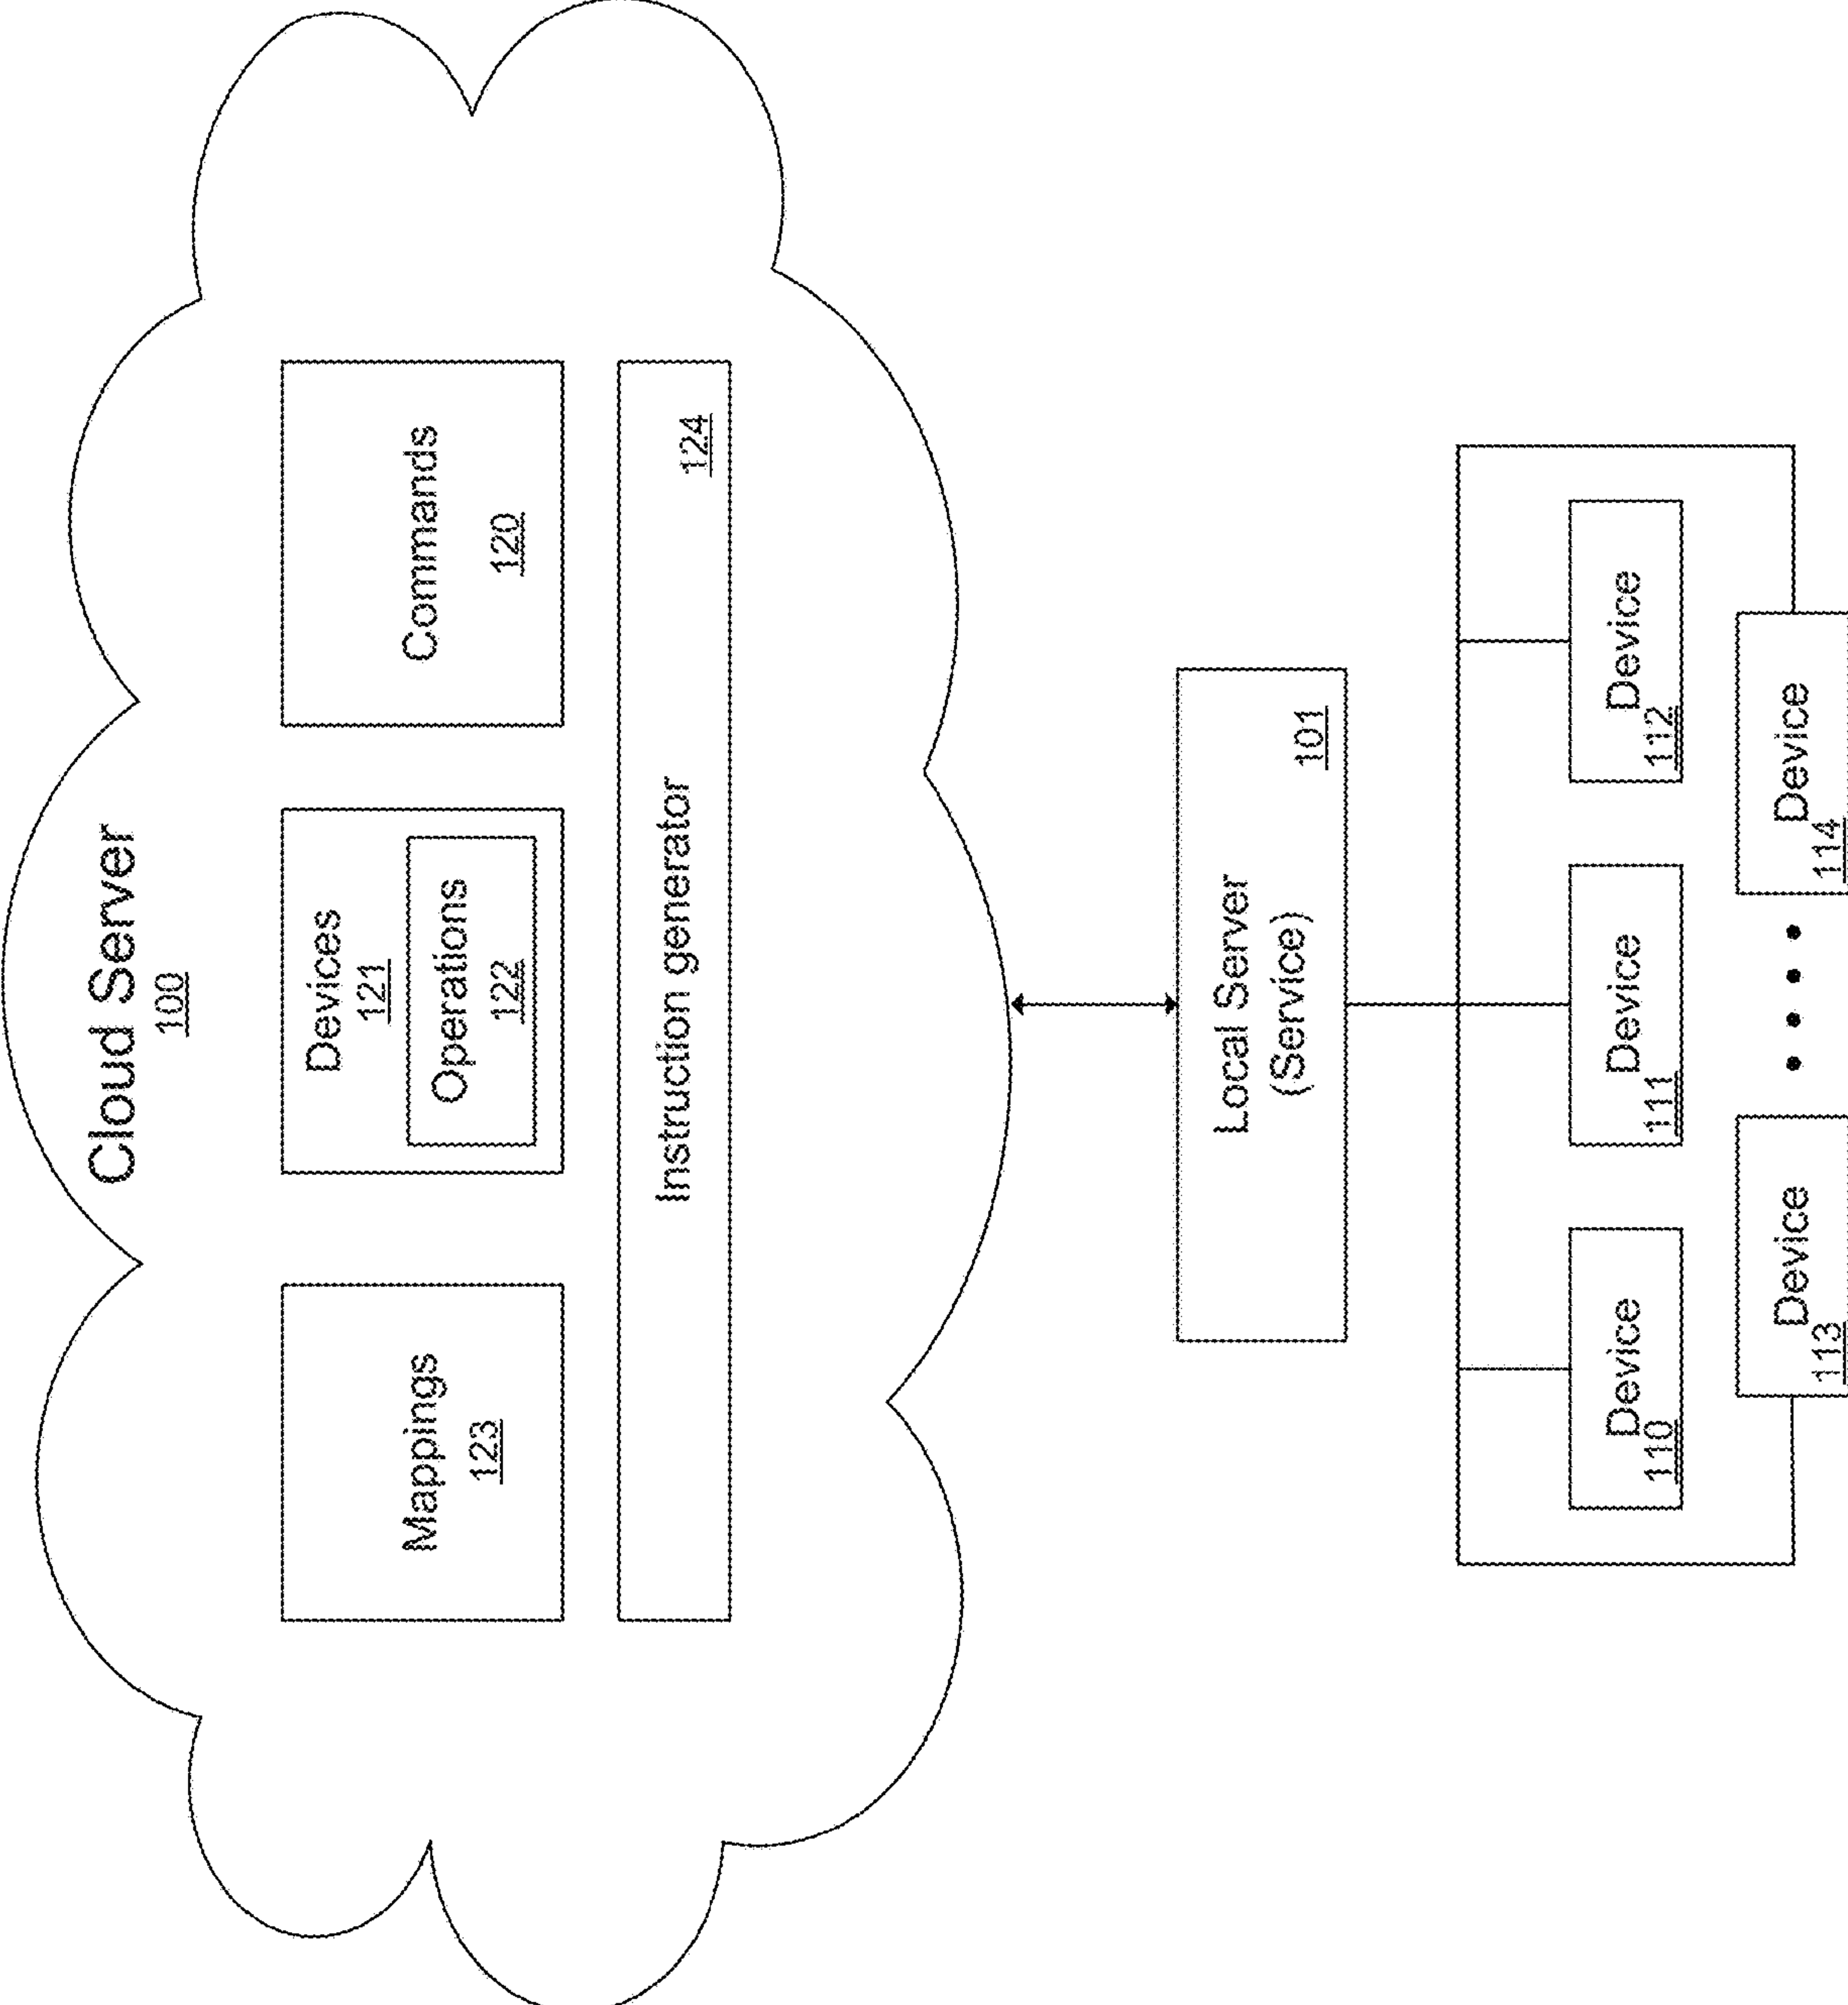 Cloud Server
100
Mappings
123
Devices
121
Operations
122
Commands
120
Instruction generator
124
Local Server
(Service)
101
Device
110
Device
111
Device
112
Device
113
Device
114